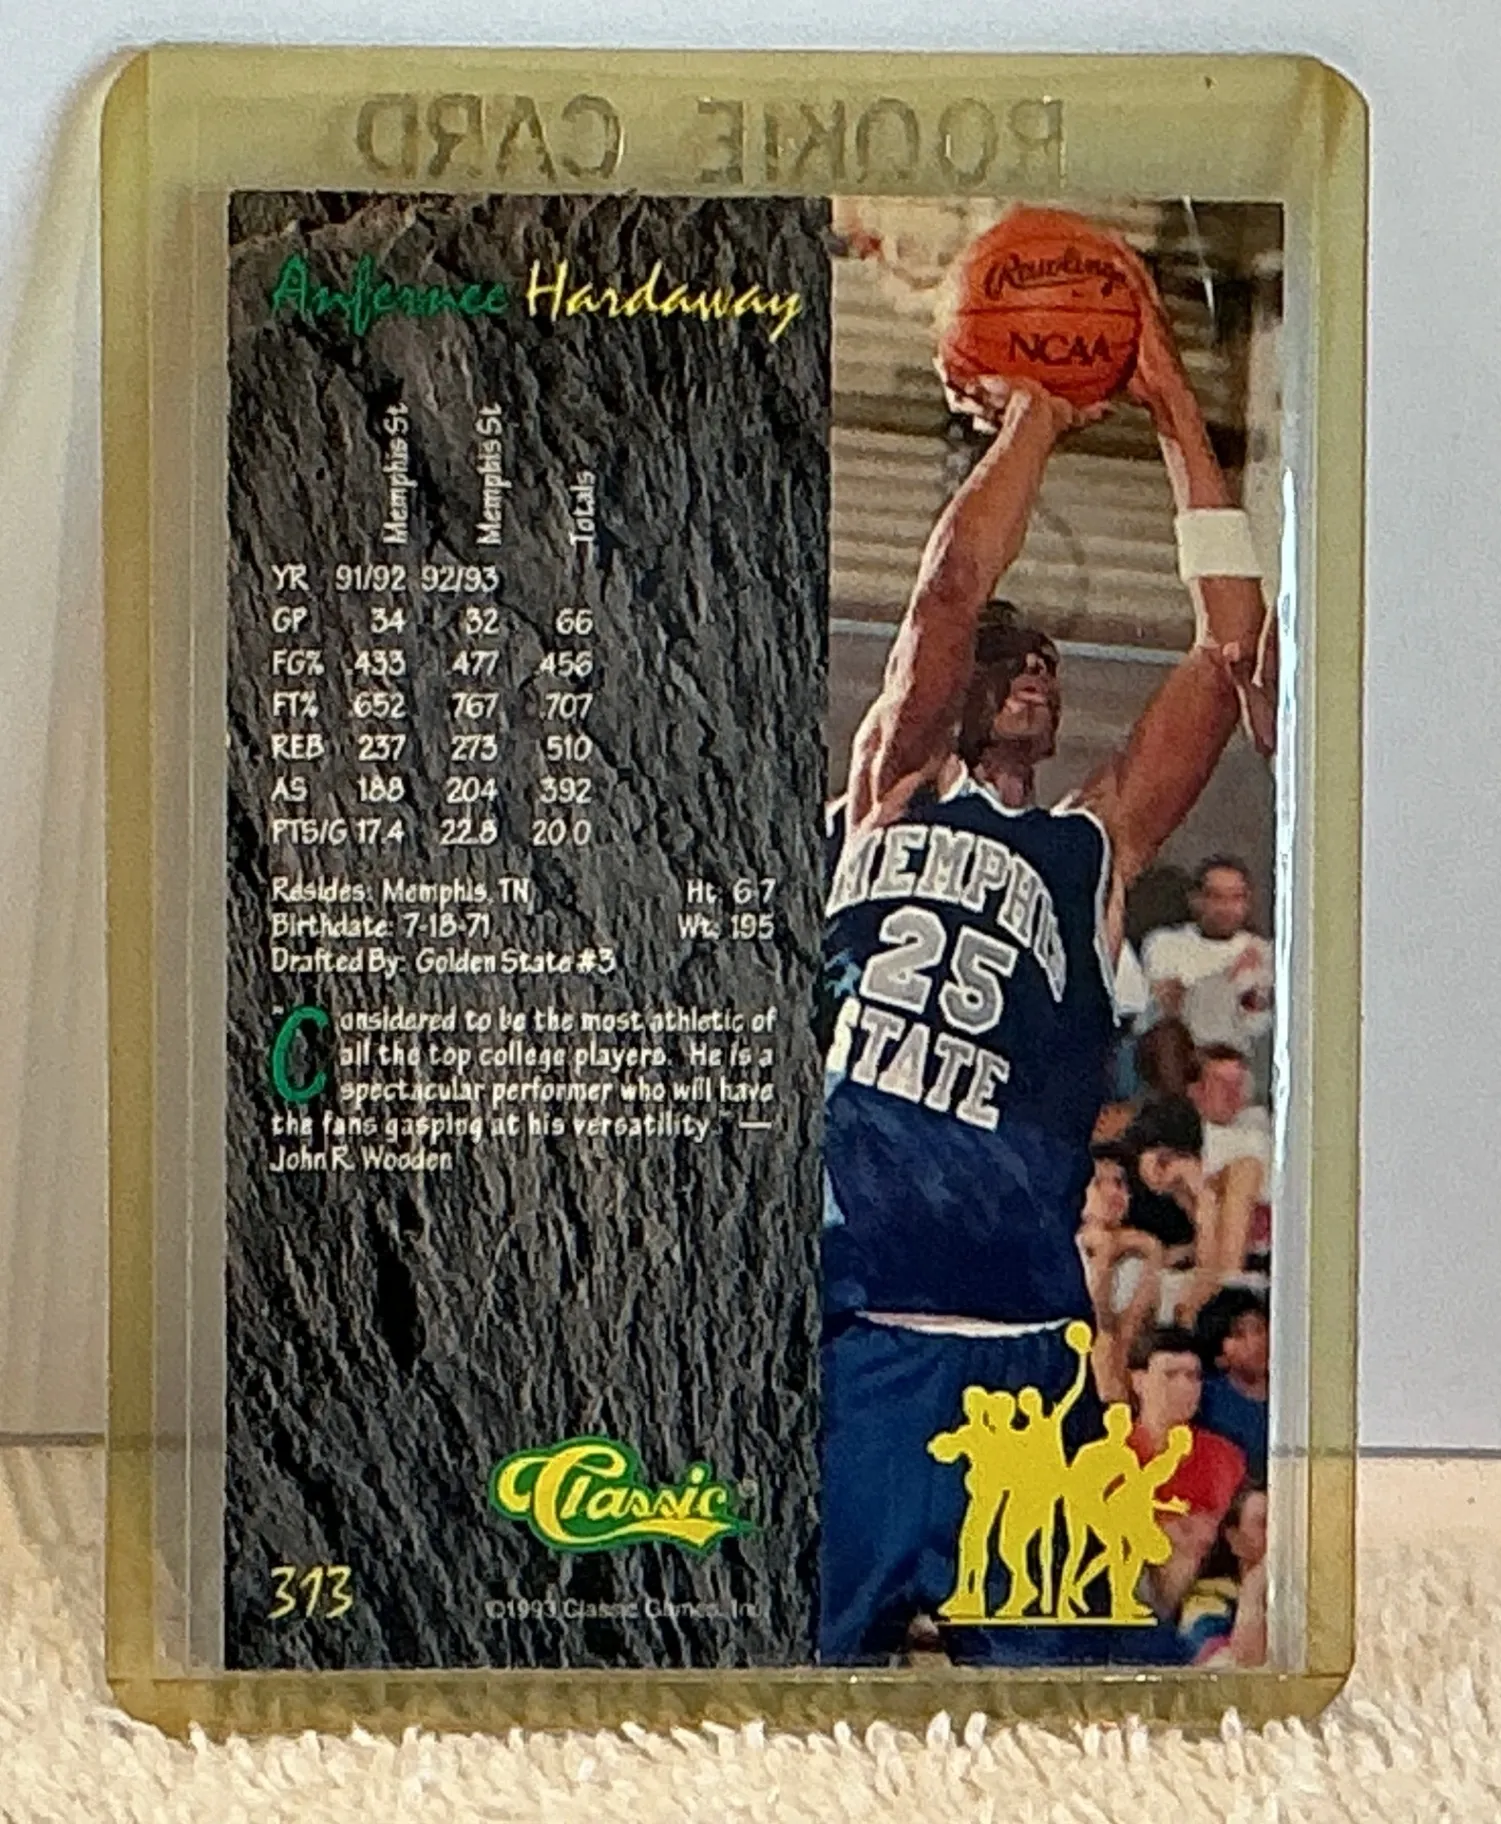 ROOKIE CARD
Anfernee Hardaway
Rawlings
NCAA
Memphis St Memphis St Totals
YR 91/92 92/93
GP 34 32 66
FG% .433 .477 .456
FT% .652 .767 .707
REB 237 273 510
AS 188 204 392
PTS/G 17.4 22.8 20.0
Resides: Memphis, TN Ht: 6-7
Birthdate: 7-18-71 Wt: 195
Drafted By: Golden State #3
"Considered to be the most athletic of
all the top college players. He is a
spectacular performer who will have
the fans gasping at his versatility." —
John R. Wooden
MEMPHIS
25
STATE
Classic
313
©1993 Classic Games, Inc.